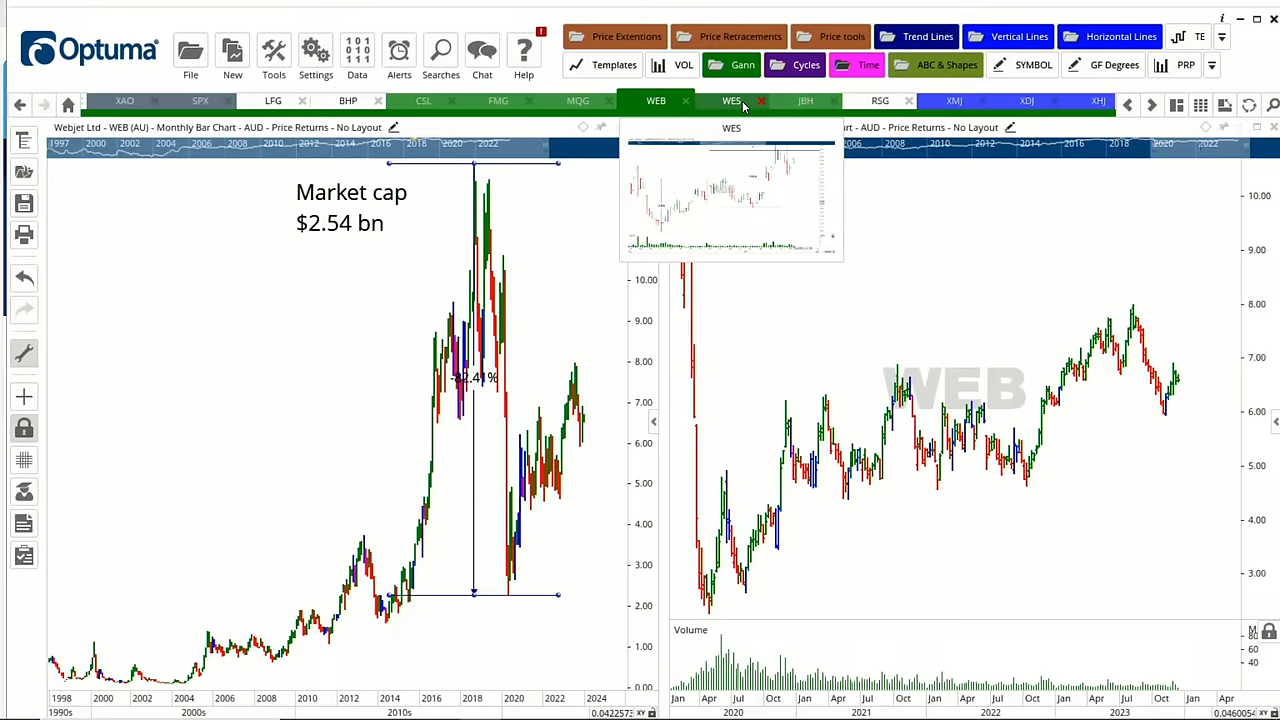 Optuma
File New Tools Settings Data Alerts Searches Chat Help
Price Extentions Price Retracements Price tools Trend Lines Vertical Lines Horizontal Lines TE
Templates VOL Gann Cycles Time ABC & Shapes SYMBOL GF Degrees PRP
XAO SPX LFG BHP CSL FMG MQG WEB WES JBH RSG XMJ XDJ XHJ
Webjet Ltd - WEB (AU) - Monthly Bar Chart - AUD - Price Returns - No Layout
WES
rt - AUD - Price Returns - No Layout
1997 2000 2002 2004 2006 2008 2010 2012 2014 2016 2018 2020 2022
2006 2008 2010 2012 2014 2016 2018 2020 2022
Market cap
$2.54 bn
-82.41%
10.00
9.00
8.00
7.00
6.00
5.00
4.00
3.00
2.00
1.00
0.00
WEB
10.00
9.00
8.00
7.00
6.00
5.00
4.00
3.00
Volume
M
80
60
40
1998 2000 2002 2004 2006 2008 2010 2012 2014 2016 2018 2020 2022 2024
1990s 2000s 2010s 0.042257 XY
Jan Apr Jul Oct Jan Apr Jul Oct Jan Apr Jul Oct Jan Apr Jul Oct Jan Apr
2020 2021 2022 2023 0.046005 XY